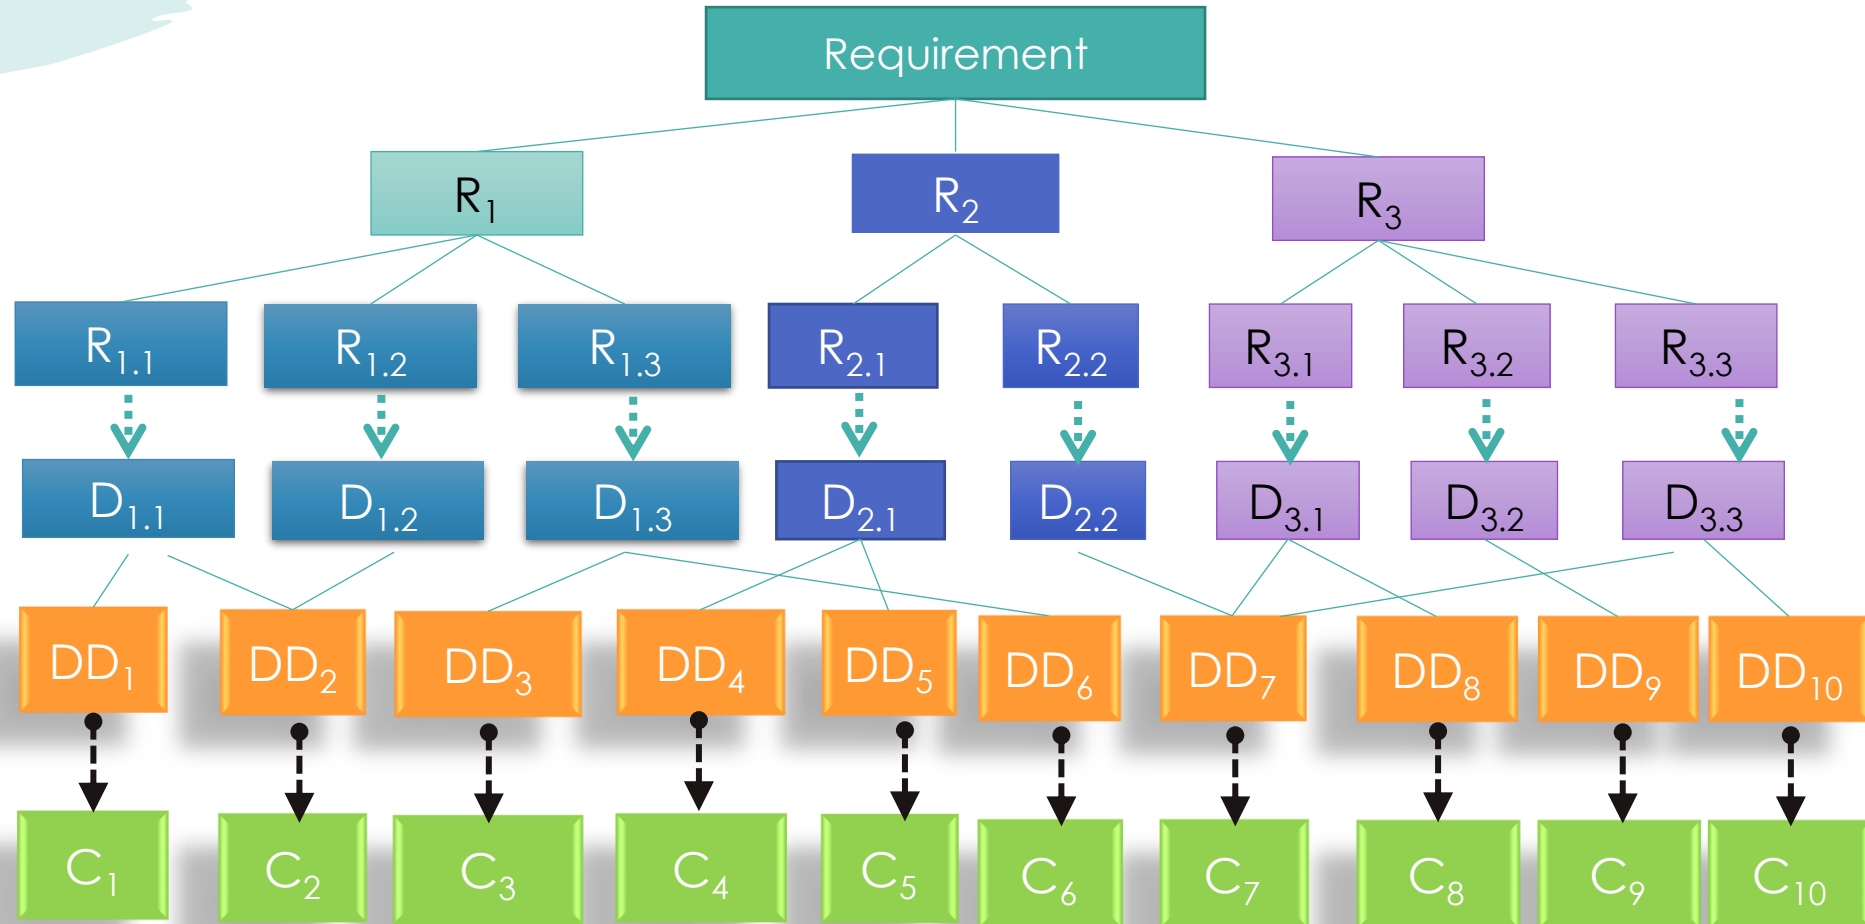 Requirement
R1
R2
R3
R1.1
R1.2
R1.3
R2.1
R2.2
R3.1
R3.2
R3.3
D1.1
D1.2
D1.3
D2.1
D2.2
D3.1
D3.2
D3.3
DD1
DD2
DD3
DD4
DD5
DD6
DD7
DD8
DD9
DD10
C1
C2
C3
C4
C5
C6
C7
C8
C9
C10